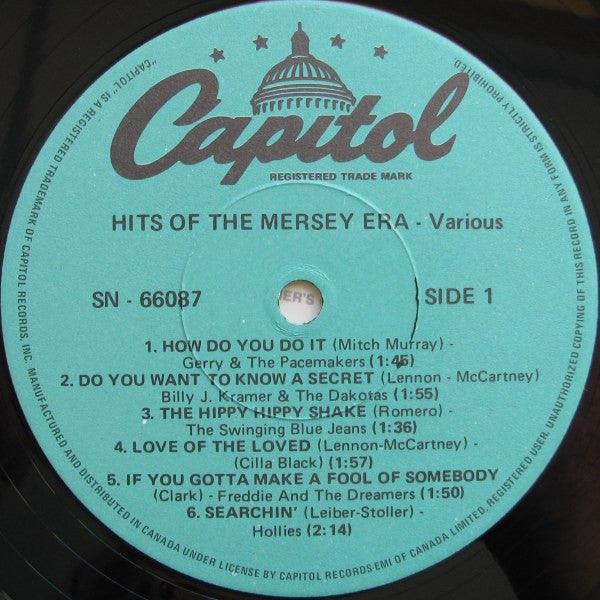 Capitol
REGISTERED TRADE MARK
HITS OF THE MERSEY ERA - Various
SN - 66087
ER'S
SIDE 1
1. HOW DO YOU DO IT (Mitch Murray) -
Gerry & The Pacemakers (1:45)
2. DO YOU WANT TO KNOW A SECRET (Lennon - McCartney)
Billy J. Kramer & The Dakotas (1:55)
3. THE HIPPY HIPPY SHAKE (Romero) -
The Swinging Blue Jeans (1:36)
4. LOVE OF THE LOVED (Lennon-McCartney) -
(Cilla Black) (1:57)
5. IF YOU GOTTA MAKE A FOOL OF SOMEBODY
(Clark) - Freddie And The Dreamers (1:50)
6. SEARCHIN' (Leiber-Stoller) -
Hollies (2:14)
"CAPITOL" IS A REGISTERED TRADEMARK OF CAPITOL RECORDS, INC. MANUFACTURED AND DISTRIBUTED IN CANADA UNDER LICENSE BY CAPITOL RECORDS-EMI OF CANADA LIMITED, REGISTERED USER. UNAUTHORIZED COPYING OF THIS RECORD IN ANY FORM IS STRICTLY PROHIBITED.